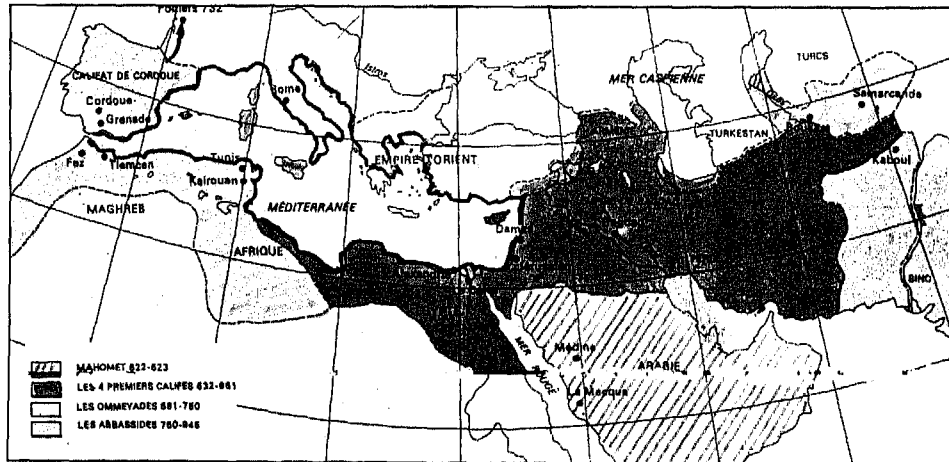 Poitiers 732
CALIFAT DE CORDOUE
Cordoue
Grenade
Fez
Tlemcen
Tunis
Kairouan
MAGHREB
AFRIQUE
MÉDITERRANÉE
Rome
EMPIRE D'ORIENT
MER CASPIENNE
TURCS
TURKESTAN
Samarcande
Kaboul
SIND
MER ROUGE
Médine
ARABIE
La Mecque
MAHOMET 622-623
LES 4 PREMIERS CALIFES 632-661
LES OMMEYADES 661-750
LES ABBASSIDES 750-945